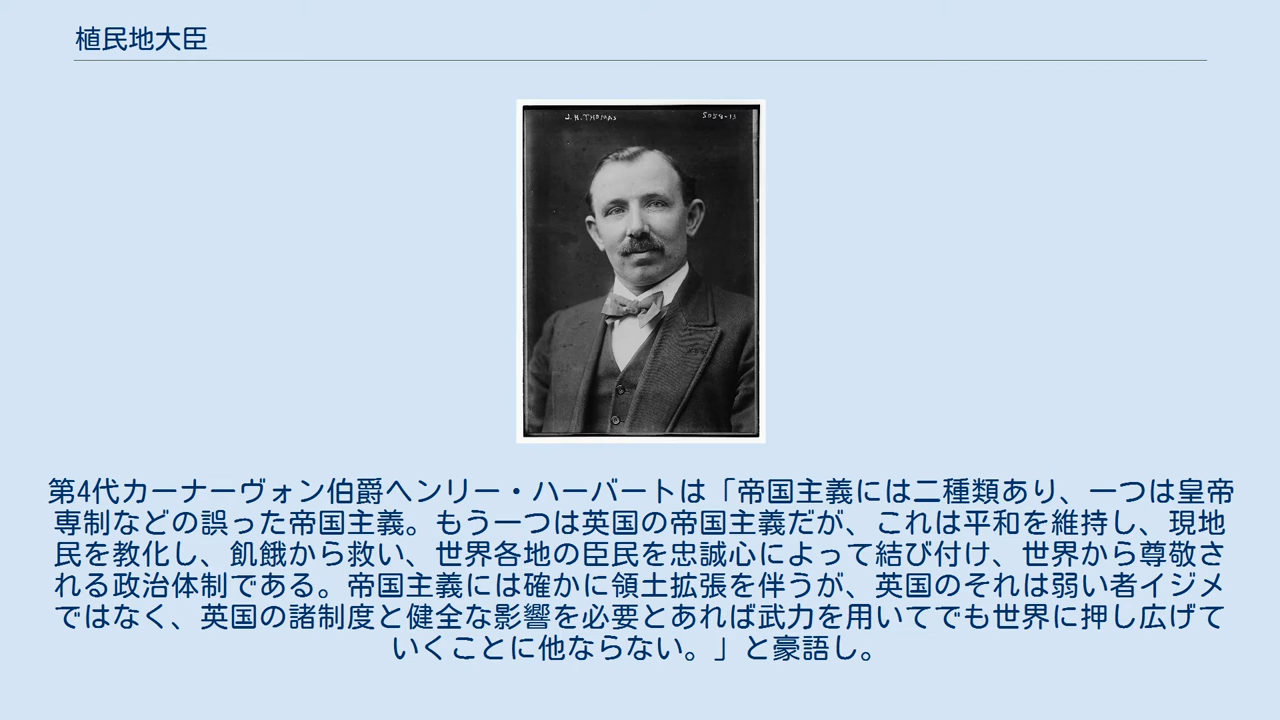 植民地大臣
J.H.THOMAS 5054-13
第4代カーナーヴォン伯爵ヘンリー・ハーバートは「帝国主義には二種類あり、一つは皇帝
専制などの誤った帝国主義。もう一つは英国の帝国主義だが、これは平和を維持し、現地
民を教化し、飢餓から救い、世界各地の臣民を忠誠心によって結び付け、世界から尊敬さ
れる政治体制である。帝国主義には確かに領土拡張を伴うが、英国のそれは弱い者イジメ
ではなく、英国の諸制度と健全な影響を必要とあれば武力を用いてでも世界に押し広げて
いくことに他ならない。」と豪語し。